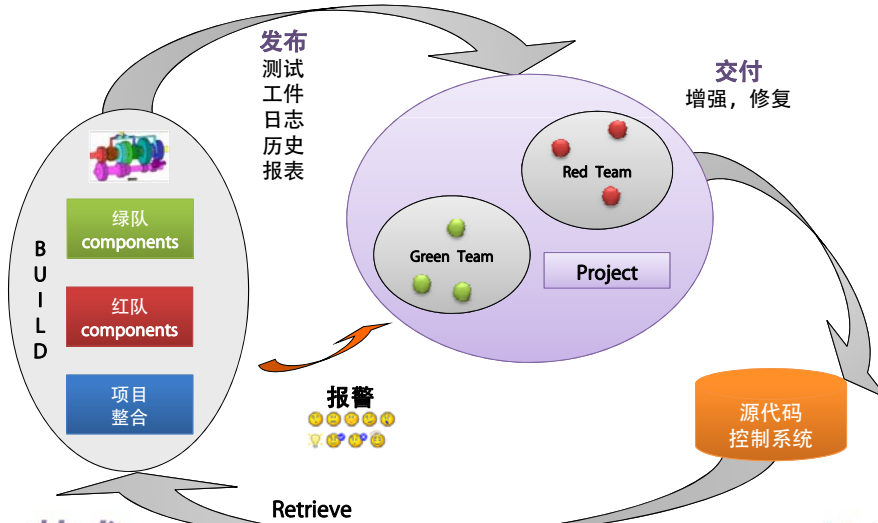 发布
测试
工件
日志
历史
报表
交付
增强，修复
BUILD
绿队
components
红队
components
项目
整合
Red Team
Green Team
Project
报警
源代码
控制系统
Retrieve